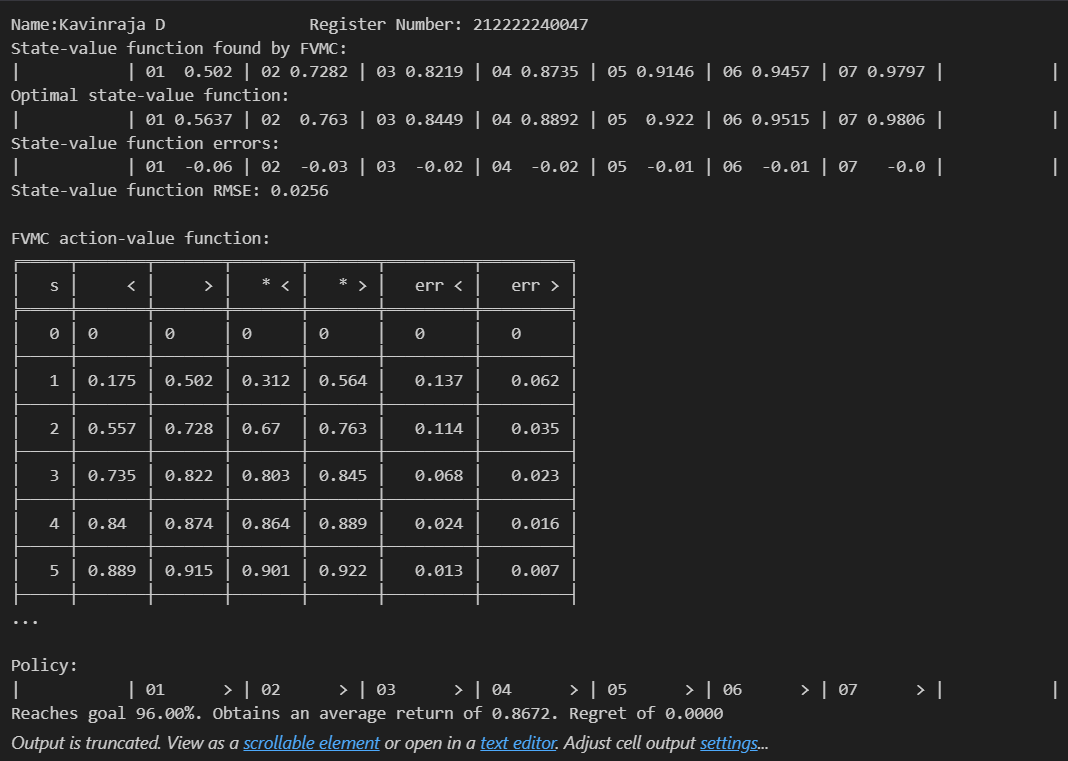 Name:Kavinraja D               Register Number: 212222240047
State-value function found by FVMC:
|           | 01  0.502 | 02 0.7282 | 03 0.8219 | 04 0.8735 | 05 0.9146 | 06 0.9457 | 07 0.9797 |           |
Optimal state-value function:
|           | 01 0.5637 | 02  0.763 | 03 0.8449 | 04 0.8892 | 05  0.922 | 06 0.9515 | 07 0.9806 |           |
State-value function errors:
|           | 01  -0.06 | 02  -0.03 | 03  -0.02 | 04  -0.02 | 05  -0.01 | 06  -0.01 | 07   -0.0 |           |
State-value function RMSE: 0.0256
FVMC action-value function:
│   s │     < │     > │   * < │   * > │   err < │   err > │
│   0 │ 0     │ 0     │ 0     │ 0     │   0     │   0     │
│   1 │ 0.175 │ 0.502 │ 0.312 │ 0.564 │   0.137 │   0.062 │
│   2 │ 0.557 │ 0.728 │ 0.67  │ 0.763 │   0.114 │   0.035 │
│   3 │ 0.735 │ 0.822 │ 0.803 │ 0.845 │   0.068 │   0.023 │
│   4 │ 0.84  │ 0.874 │ 0.864 │ 0.889 │   0.024 │   0.016 │
│   5 │ 0.889 │ 0.915 │ 0.901 │ 0.922 │   0.013 │   0.007 │
...
Policy:
|           | 01      > | 02      > | 03      > | 04      > | 05      > | 06      > | 07      > |           |
Reaches goal 96.00%. Obtains an average return of 0.8672. Regret of 0.0000
Output is truncated. View as a scrollable element or open in a text editor. Adjust cell output settings...